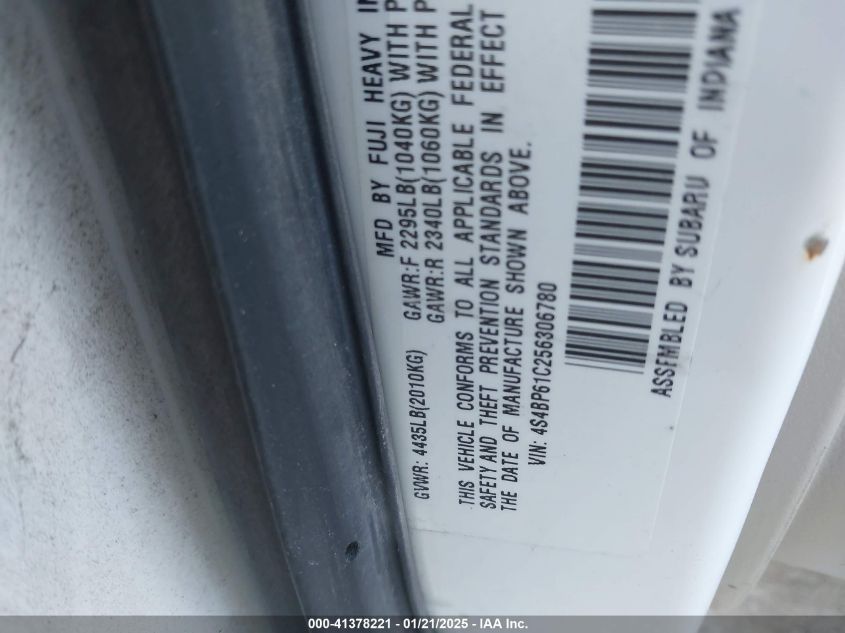 MFD BY FUJI HEAVY
GVWR: 4435LB(2010KG) GAWR:F 2295LB(1040KG) WITH
GAWR:R 2340LB(1060KG) WITH
THIS VEHICLE CONFORMS TO ALL APPLICABLE FEDERAL
SAFETY AND THEFT PREVENTION STANDARDS IN EFFECT
THE DATE OF MANUFACTURE SHOWN ABOVE.
VIN: 4S4BP61C256306780
ASSEMBLED BY SUBARU OF INDIANA
000-41378221 - 01/21/2025 - IAA Inc.